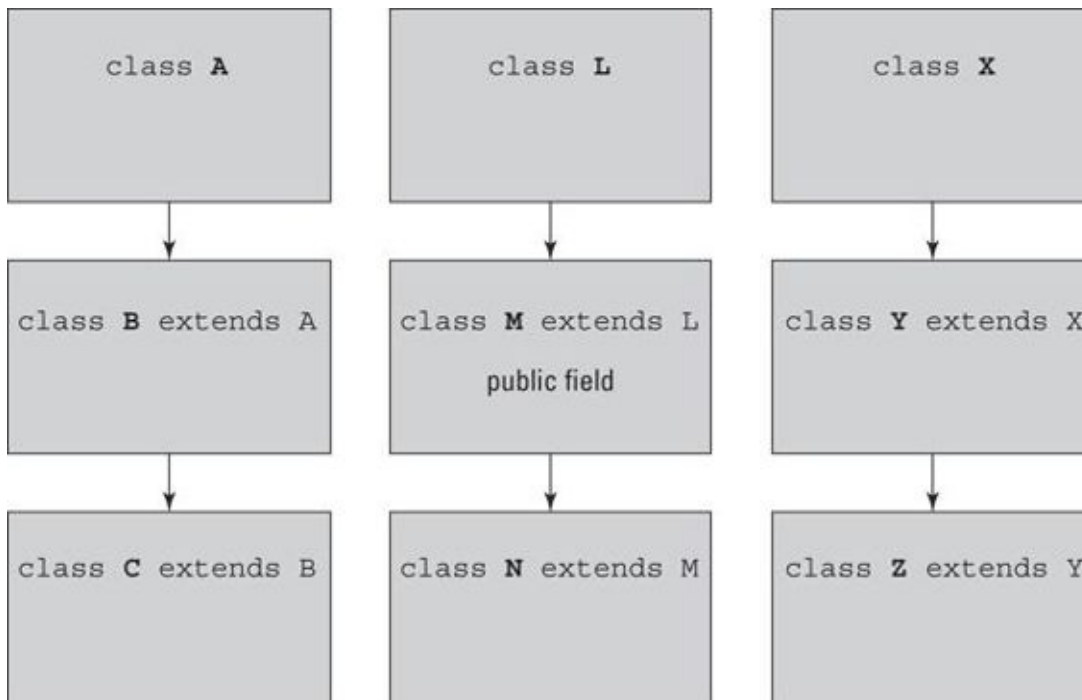 class A
class L
class X
class B extends A
class M extends L
public field
class Y extends X
class C extends B
class N extends M
class Z extends Y